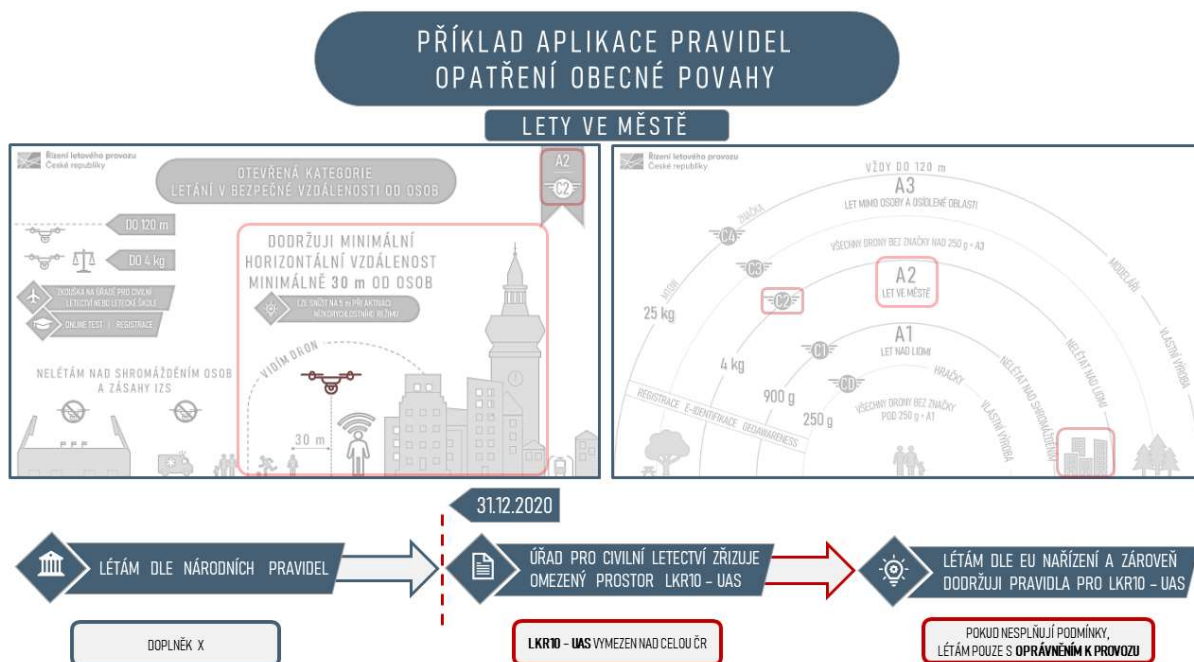 PŘÍKLAD APLIKACE PRAVIDEL
OPATŘENÍ OBECNÉ POVAHY
LETY VE MĚSTĚ
Řízení letového provozu
České republiky
OTEVŘENÁ KATEGORIE
LETÁNÍ V BEZPEČNÉ VZDÁLENOSTI OD OSOB
A2
C2
DO 120 m
DO 4 kg
ZKOUŠKA NA ÚŘADĚ PRO CIVILNÍ
LETECTVÍ NEBO LETECKÉ ŠKOLE
ONLINE TEST | REGISTRACE
DODRŽUJI MINIMÁLNÍ
HORIZONTÁLNÍ VZDÁLENOST
MINIMÁLNĚ 30 m OD OSOB
LZE SNÍŽIT NA 5 m PŘI AKTIVACI
NÍZKORYCHLOSTNÍHO REŽIMU
NELÉTÁM NAD SHROMÁŽDĚNÍM OSOB
A ZÁSAHY IZS
VIDÍM DRON
30 m
Řízení letového provozu
České republiky
VŽDY DO 120 m
A3
LET MIMO OSOBY A OSÍDLENÉ OBLASTI
ZNAČKA
C4
VŠECHNY DRONY BEZ ZNAČKY NAD 250 g = A3
C3
MODELÁŘI
A2
LET VE MĚSTĚ
MTOM
C2
25 kg
A1
LET NAD LIDMI
C1
NELÉTAT NAD LIDMI
VLASTNÍ VÝROBA
4 kg
HRAČKY
C0
900 g
VŠECHNY DRONY BEZ ZNAČKY
POD 250 g = A1
250 g
NELÉTAT NAD SHROMÁŽDĚNÍM
VLASTNÍ VÝROBA
REGISTRACE E-IDENTIFIKACE GEOAWARENESS
31.12.2020
LÉTÁM DLE NÁRODNÍCH PRAVIDEL
ÚŘAD PRO CIVILNÍ LETECTVÍ ZŘIZUJE
OMEZENÝ PROSTOR LKR10 – UAS
LÉTÁM DLE EU NAŘÍZENÍ A ZÁROVEŇ
DODRŽUJI PRAVIDLA PRO LKR10 – UAS
DOPLNĚK X
LKR10 – UAS VYMEZEN NAD CELOU ČR
POKUD NESPLŇUJÍ PODMÍNKY,
LÉTÁM POUZE S OPRÁVNĚNÍM K PROVOZU